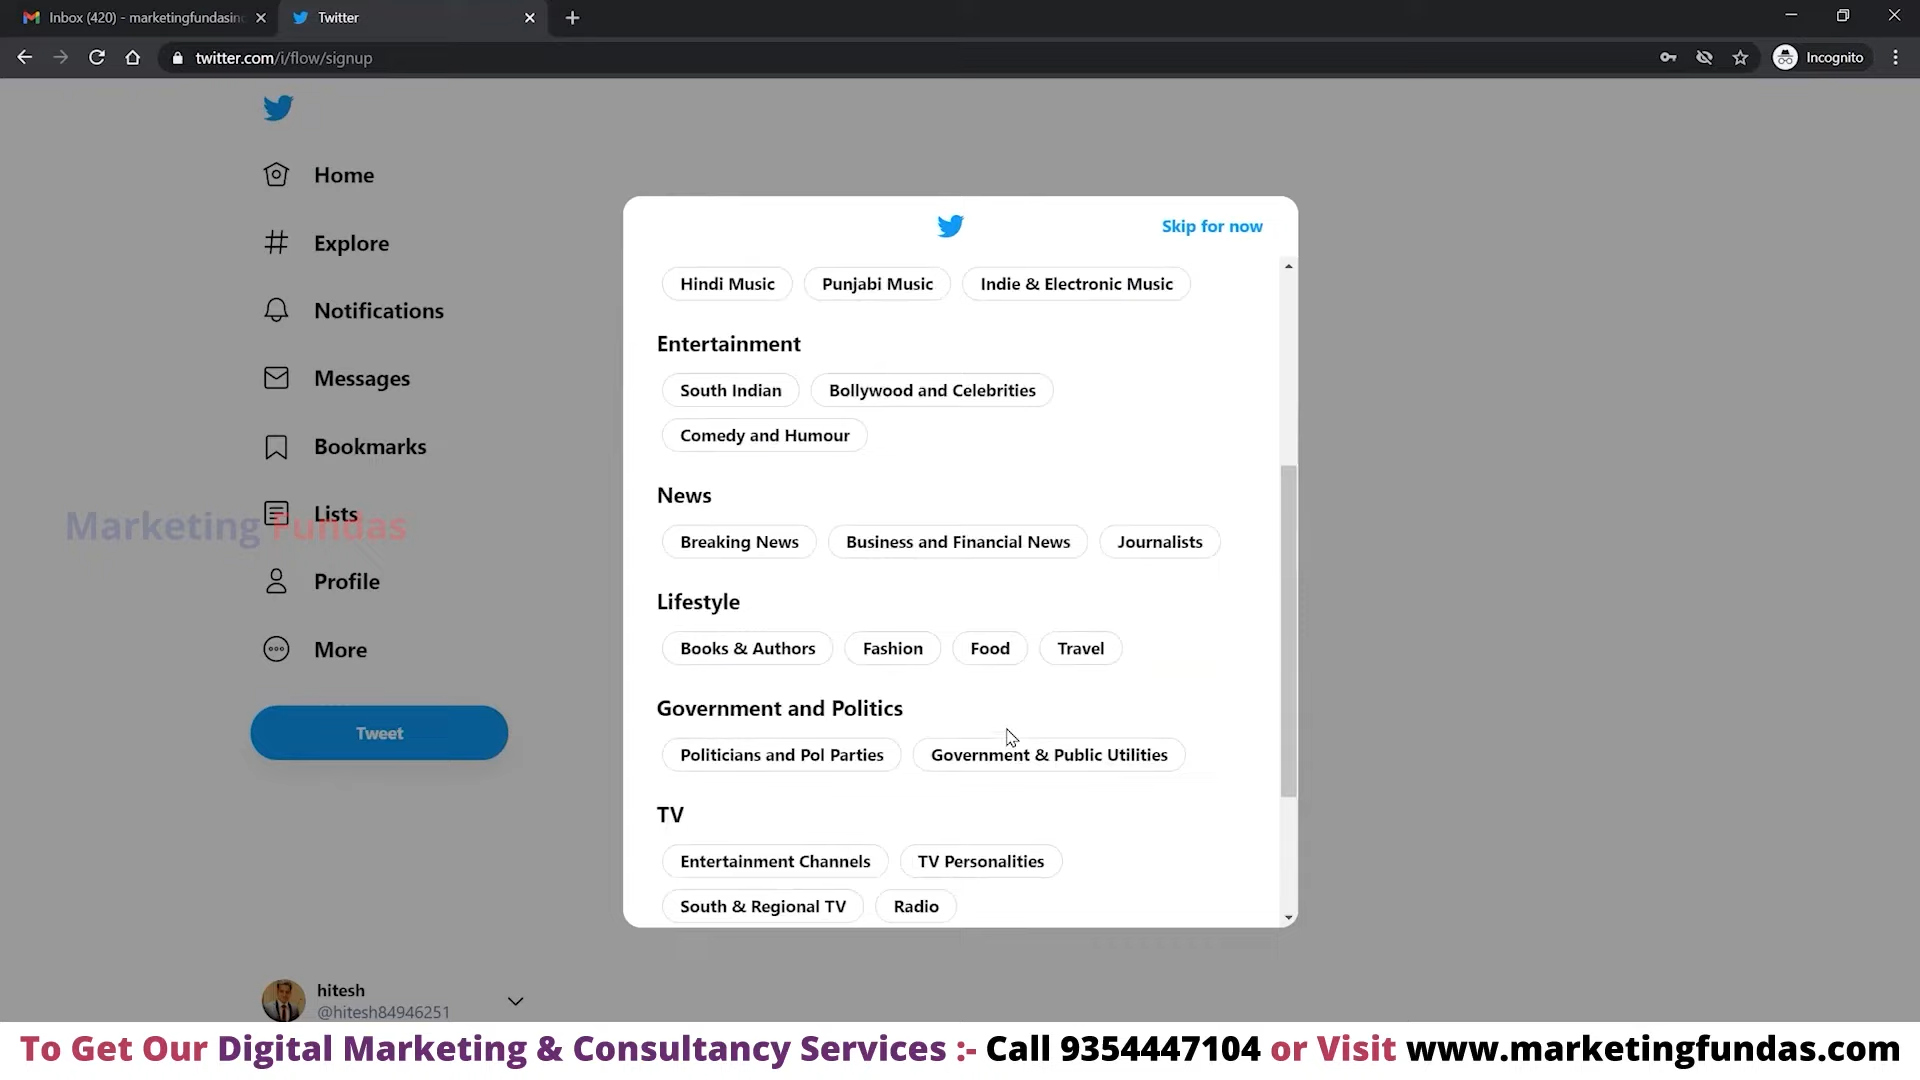 Inbox (420) - marketingfundasind
Twitter
twitter.com/i/flow/signup
Incognito
Home
Explore
Notifications
Messages
Bookmarks
Lists
Marketing Fundas
Profile
More
Tweet
hitesh
@hitesh84946251
Skip for now
Hindi Music
Punjabi Music
Indie & Electronic Music
Entertainment
South Indian
Bollywood and Celebrities
Comedy and Humour
News
Breaking News
Business and Financial News
Journalists
Lifestyle
Books & Authors
Fashion
Food
Travel
Government and Politics
Politicians and Pol Parties
Government & Public Utilities
TV
Entertainment Channels
TV Personalities
South & Regional TV
Radio
To Get Our Digital Marketing & Consultancy Services :- Call 9354447104 or Visit www.marketingfundas.com